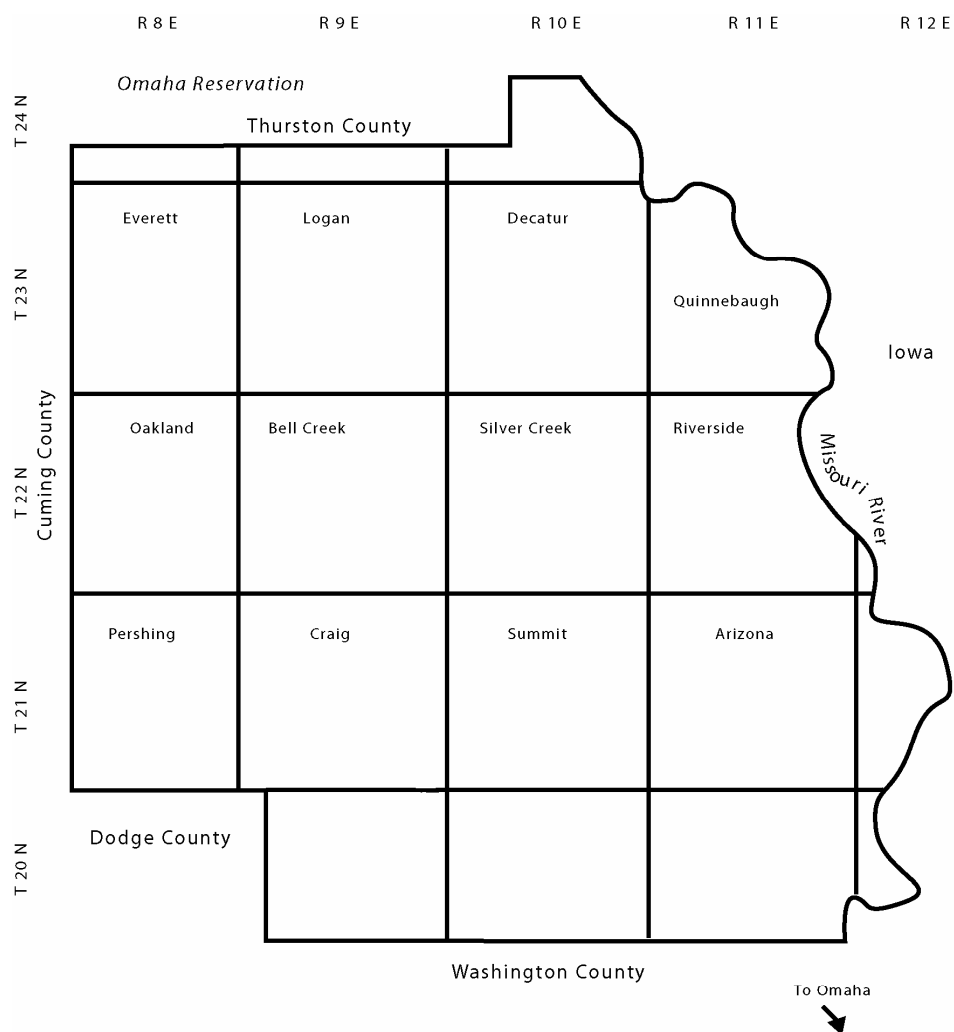 R 8 E R 9 E R 10 E R 11 E R 12 E
Omaha Reservation
T 24 N
Thurston County
Everett Logan Decatur
T 23 N
Quinnebaugh
Iowa
Cuming County
Oakland Bell Creek Silver Creek Riverside
Missouri River
T 22 N
Pershing Craig Summit Arizona
T 21 N
Dodge County
T 20 N
Washington County
To Omaha